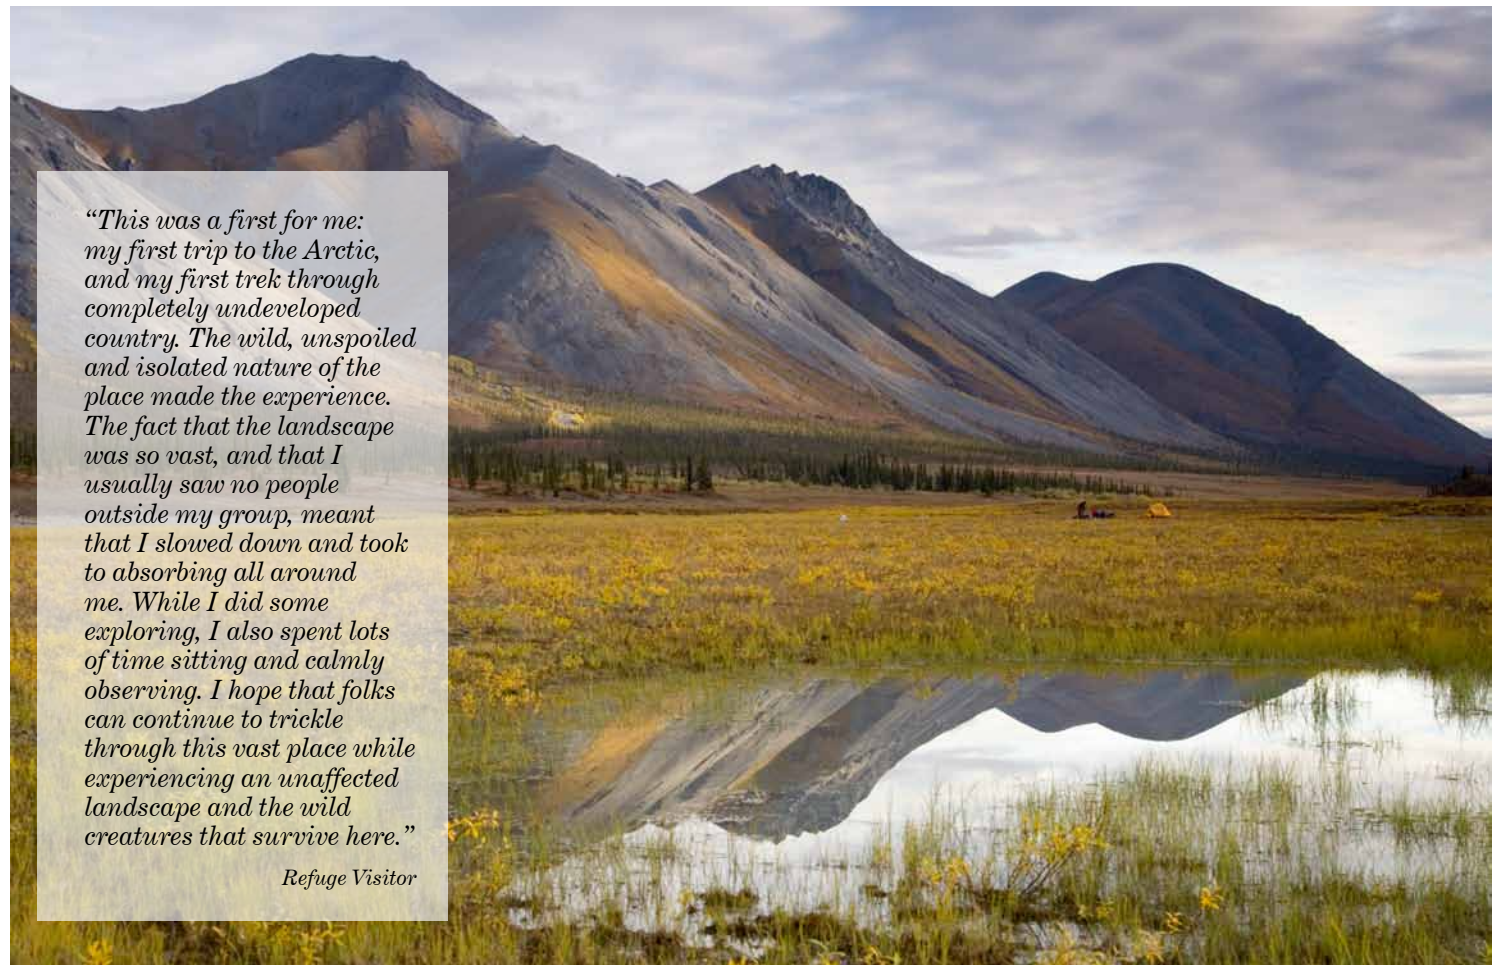 “This was a first for me:
my first trip to the Arctic,
and my first trek through
completely undeveloped
country. The wild, unspoiled
and isolated nature of the
place made the experience.
The fact that the landscape
was so vast, and that I
usually saw no people
outside my group, meant
that I slowed down and took
to absorbing all around
me. While I did some
exploring, I also spent lots
of time sitting and calmly
observing. I hope that folks
can continue to trickle
through this vast place while
experiencing an unaffected
landscape and the wild
creatures that survive here.”
Refuge Visitor